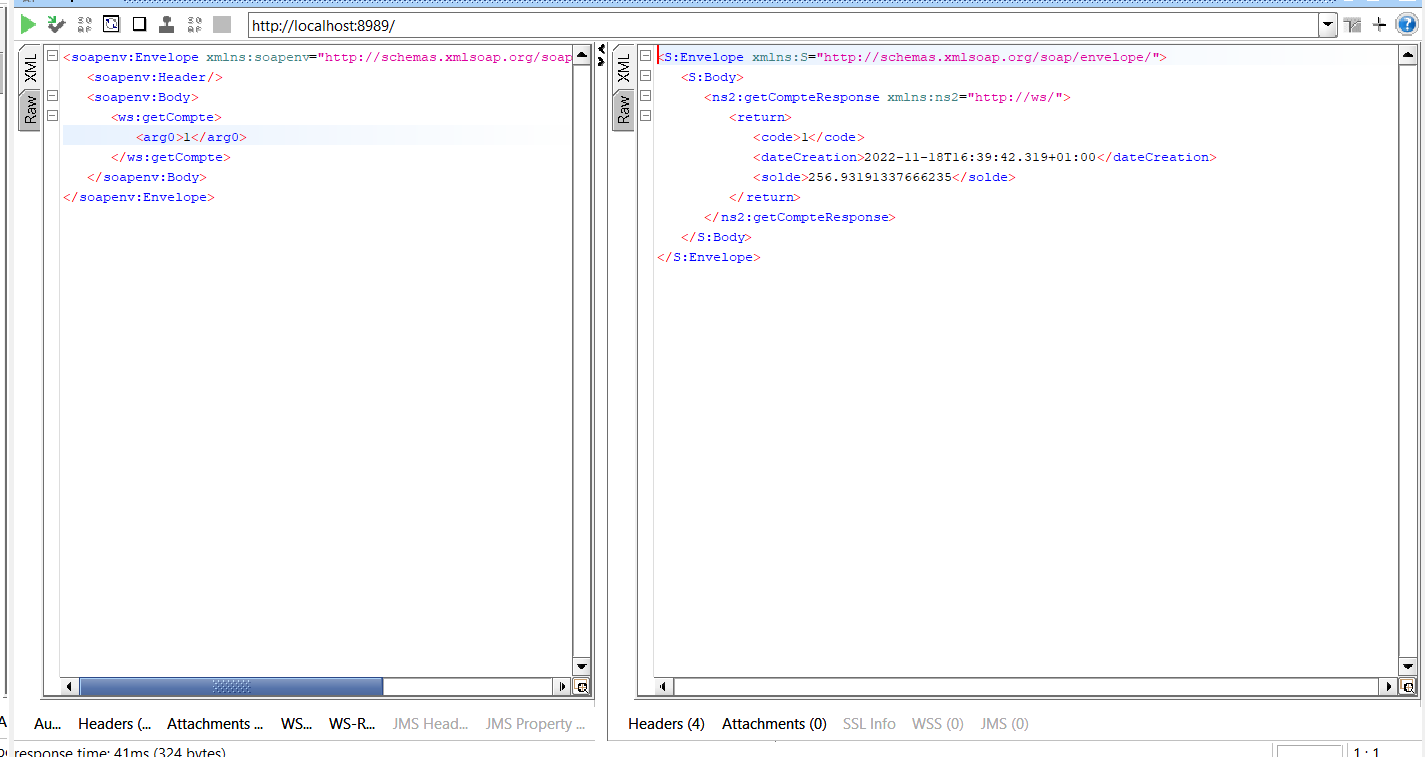 http://localhost:8989/
XML
Raw
<soapenv:Envelope xmlns:soapenv="http://schemas.xmlsoap.org/soap
<soapenv:Header/>
<soapenv:Body>
<ws:getCompte>
<arg0>1</arg0>
</ws:getCompte>
</soapenv:Body>
</soapenv:Envelope>
XML
Raw
<S:Envelope xmlns:S="http://schemas.xmlsoap.org/soap/envelope/">
<S:Body>
<ns2:getCompteResponse xmlns:ns2="http://ws/">
<return>
<code>1</code>
<dateCreation>2022-11-18T16:39:42.319+01:00</dateCreation>
<solde>256.93191337666235</solde>
</return>
</ns2:getCompteResponse>
</S:Body>
</S:Envelope>
Au... Headers (... Attachments ... WS... WS-R... JMS Head... JMS Property ...
Headers (4) Attachments (0) SSL Info WSS (0) JMS (0)
response time: 41ms (324 bytes)
1 : 1